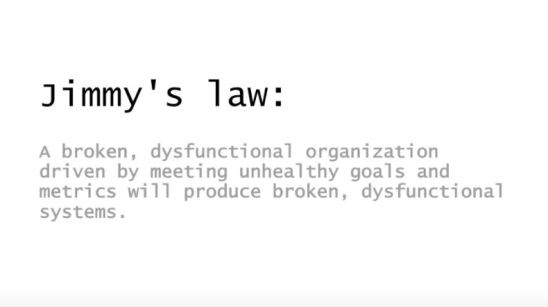 Jimmy's law:
A broken, dysfunctional organization
driven by meeting unhealthy goals and
metrics will produce broken, dysfunctional
systems.